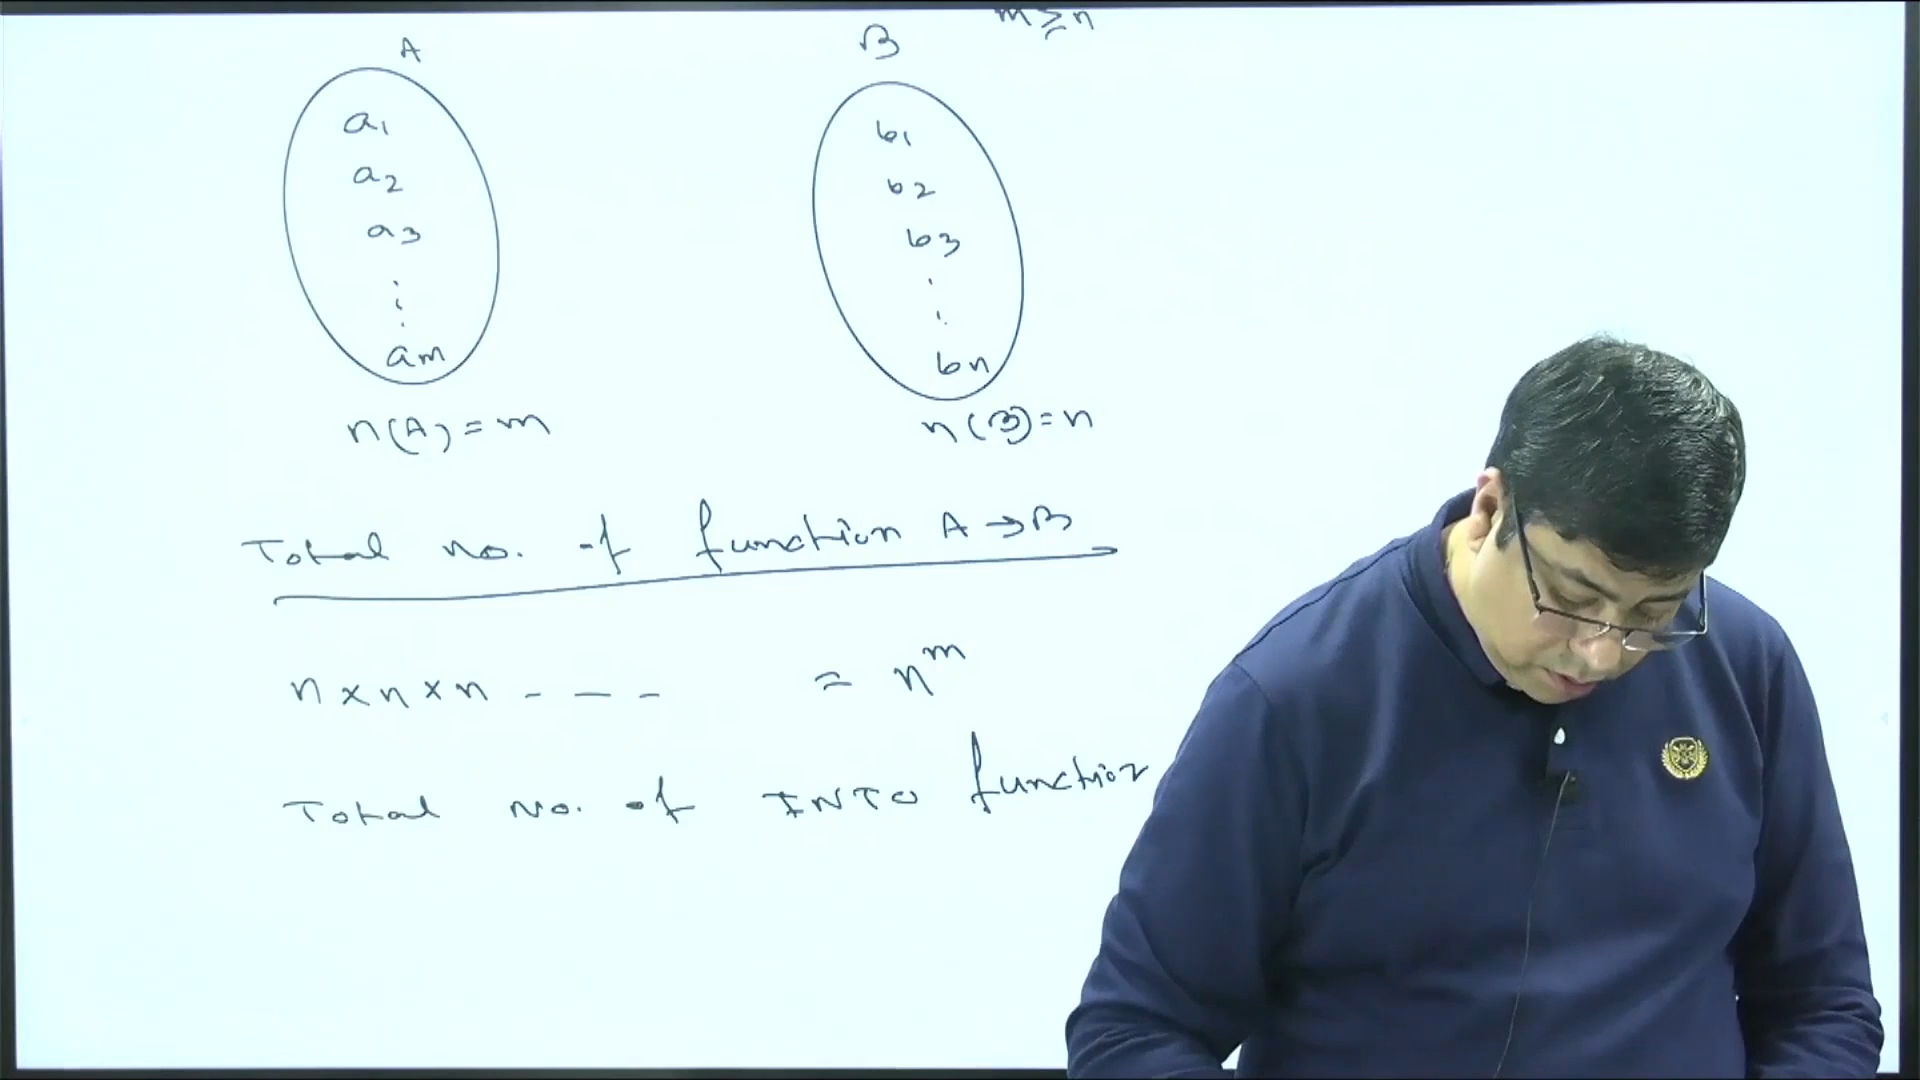 m ≥ n
A B
a1 b1
a2 b2
a3 b3
am bn
n(A) = m n(B) = n
Total no. of function A → B
n × n × n - - - - = n^m
Total No. of INTO function